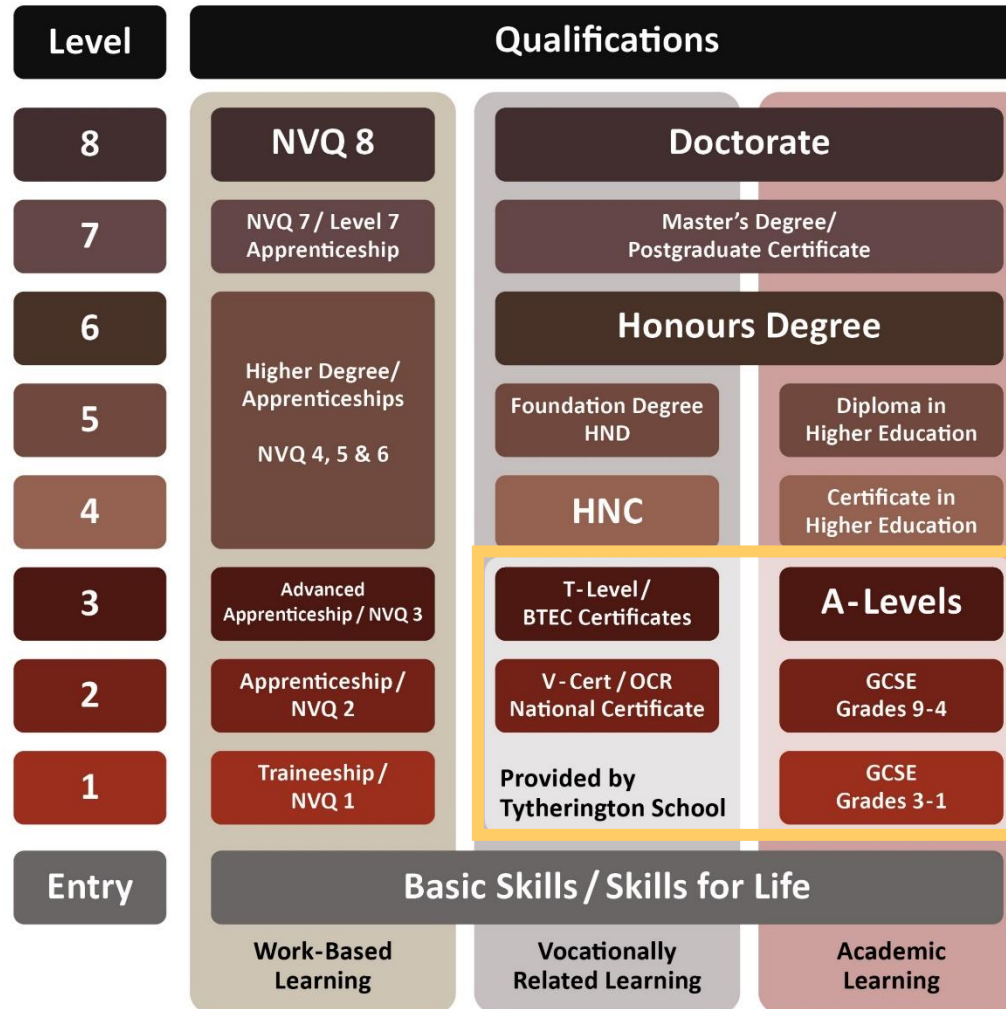 Level
Qualifications
8
NVQ 8
Doctorate
7
NVQ 7 / Level 7
Apprenticeship
Master's Degree/
Postgraduate Certificate
6
Honours Degree
Higher Degree/
Apprenticeships
NVQ 4, 5 & 6
5
Foundation Degree
HND
Diploma in
Higher Education
4
HNC
Certificate in
Higher Education
3
Advanced
Apprenticeship / NVQ 3
T-Level /
BTEC Certificates
A-Levels
2
Apprenticeship /
NVQ 2
V-Cert / OCR
National Certificate
GCSE
Grades 9-4
1
Traineeship /
NVQ 1
Provided by
Tytherington School
GCSE
Grades 3-1
Entry
Basic Skills / Skills for Life
Work-Based
Learning
Vocationally
Related Learning
Academic
Learning